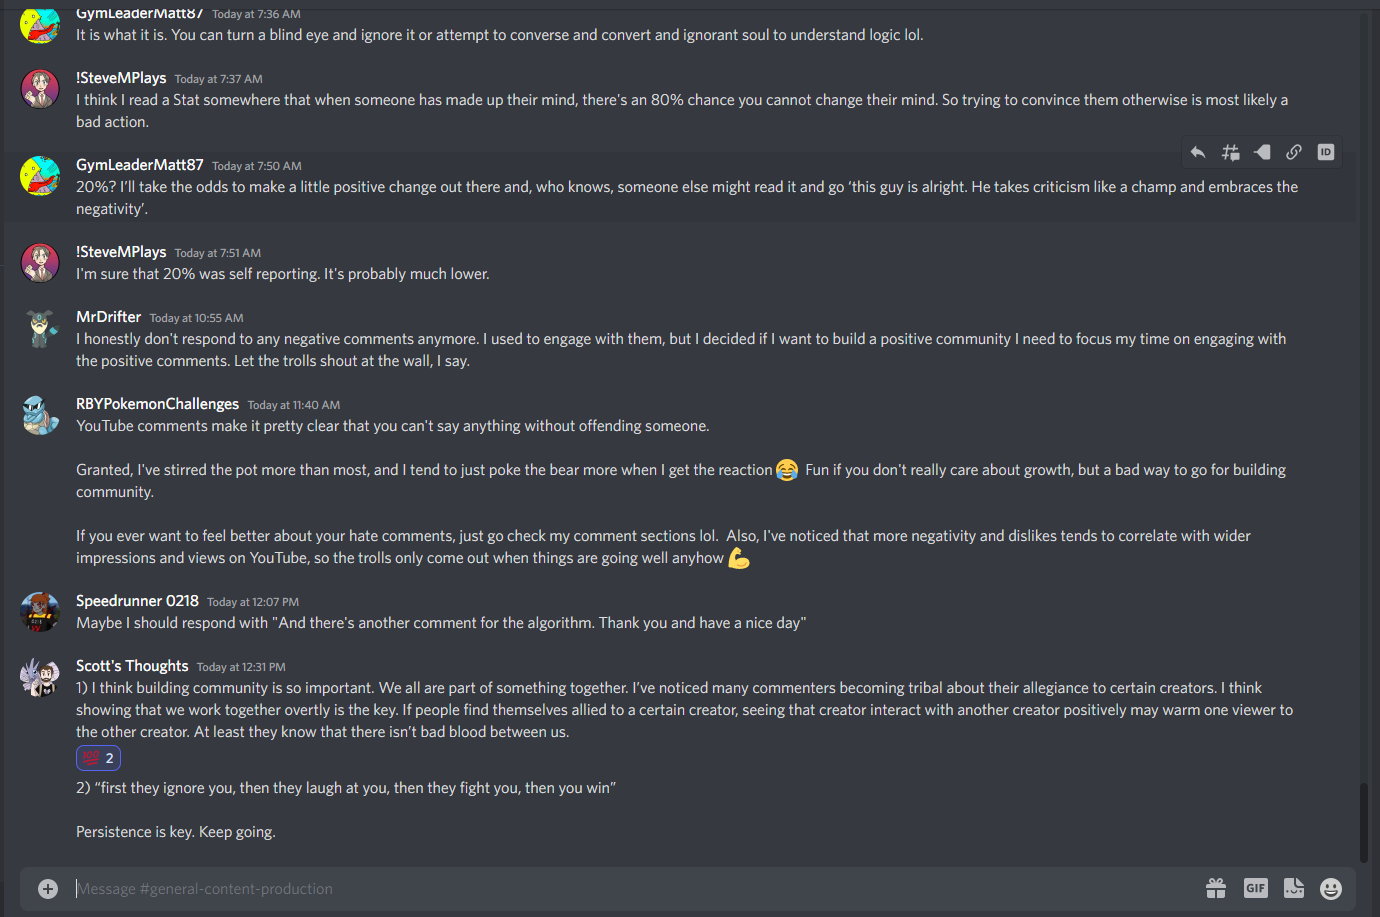 GymLeaderMatt87 Today at 7:36 AM
It is what it is. You can turn a blind eye and ignore it or attempt to converse and convert and ignorant soul to understand logic lol.
!SteveMPlays Today at 7:37 AM
I think I read a Stat somewhere that when someone has made up their mind, there's an 80% chance you cannot change their mind. So trying to convince them otherwise is most likely a
bad action.
ID
GymLeaderMatt87 Today at 7:50 AM
20%? I’ll take the odds to make a little positive change out there and, who knows, someone else might read it and go ‘this guy is alright. He takes criticism like a champ and embraces the
negativity’.
!SteveMPlays Today at 7:51 AM
I'm sure that 20% was self reporting. It's probably much lower.
MrDrifter Today at 10:55 AM
I honestly don't respond to any negative comments anymore. I used to engage with them, but I decided if I want to build a positive community I need to focus my time on engaging with
the positive comments. Let the trolls shout at the wall, I say.
RBYPokemonChallenges Today at 11:40 AM
YouTube comments make it pretty clear that you can't say anything without offending someone.
Granted, I've stirred the pot more than most, and I tend to just poke the bear more when I get the reaction 😂 Fun if you don't really care about growth, but a bad way to go for building
community.
If you ever want to feel better about your hate comments, just go check my comment sections lol. Also, I've noticed that more negativity and dislikes tends to correlate with wider
impressions and views on YouTube, so the trolls only come out when things are going well anyhow 💪
Speedrunner 0218 Today at 12:07 PM
Maybe I should respond with "And there's another comment for the algorithm. Thank you and have a nice day"
Scott's Thoughts Today at 12:31 PM
1) I think building community is so important. We all are part of something together. I’ve noticed many commenters becoming tribal about their allegiance to certain creators. I think
showing that we work together overtly is the key. If people find themselves allied to a certain creator, seeing that creator interact with another creator positively may warm one viewer to
the other creator. At least they know that there isn’t bad blood between us.
💯 2
2) “first they ignore you, then they laugh at you, then they fight you, then you win”
Persistence is key. Keep going.
Message #general-content-production
GIF